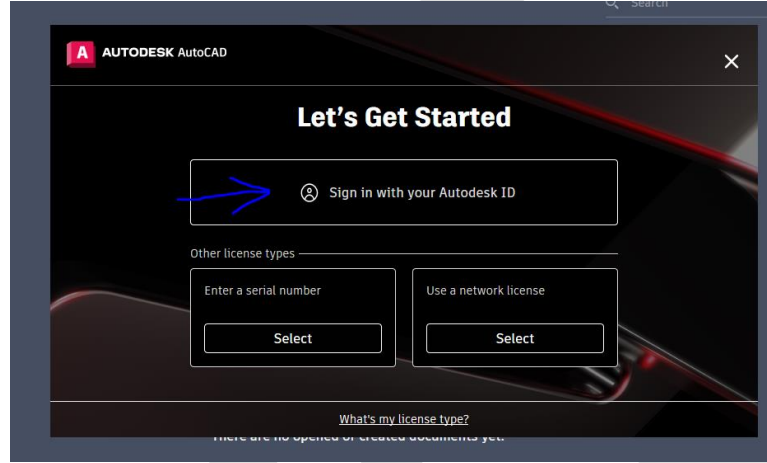 Search
AUTODESK AutoCAD
Let's Get Started
Sign in with your Autodesk ID
Other license types
Enter a serial number
Use a network license
Select
Select
What's my license type?
There are no opened or created documents yet.